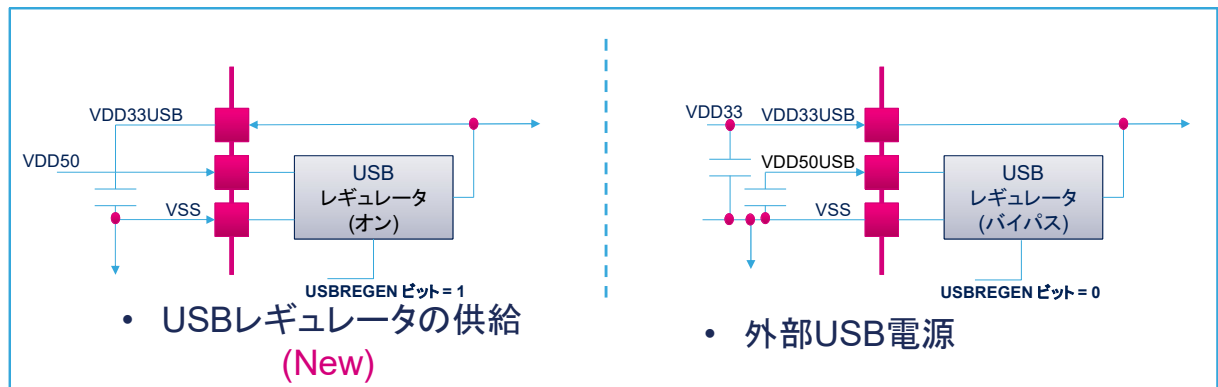 VDD33USB
VDD50
VSS
USB
レギュレータ
(オン)
USBREGEN ビット = 1
• USBレギュレータの供給
(New)
VDD33
VDD33USB
VDD50USB
VSS
USB
レギュレータ
(バイパス)
USBREGEN ビット = 0
• 外部USB電源